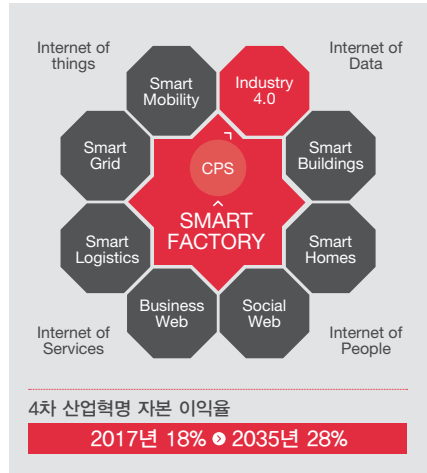 Internet of
things
Internet of
Data
Smart
Mobility
Industry
4.0
Smart
Grid
CPS
Smart
Buildings
SMART
FACTORY
Smart
Logistics
Smart
Homes
Business
Web
Social
Web
Internet of
Services
Internet of
People
4차 산업혁명 자본 이익율
2017년 18% 2035년 28%